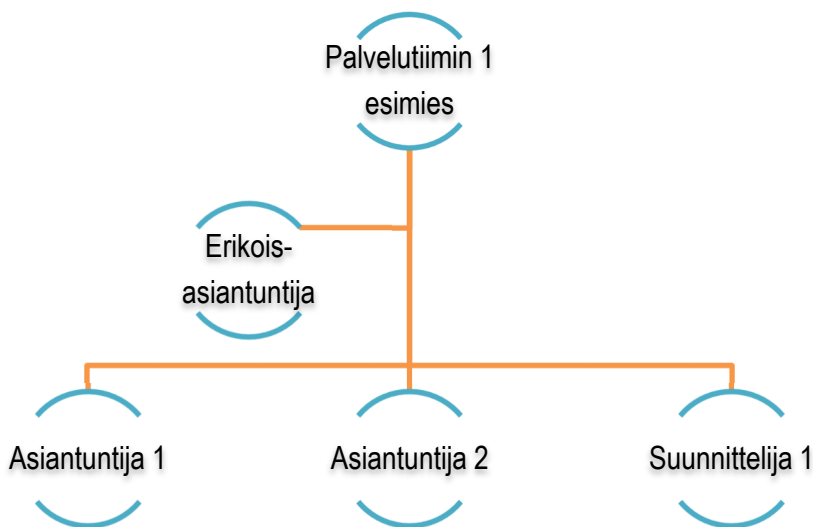 Palvelutiimin 1
esimies
Erikois-
asiantuntija
Asiantuntija 1
Asiantuntija 2
Suunnittelija 1